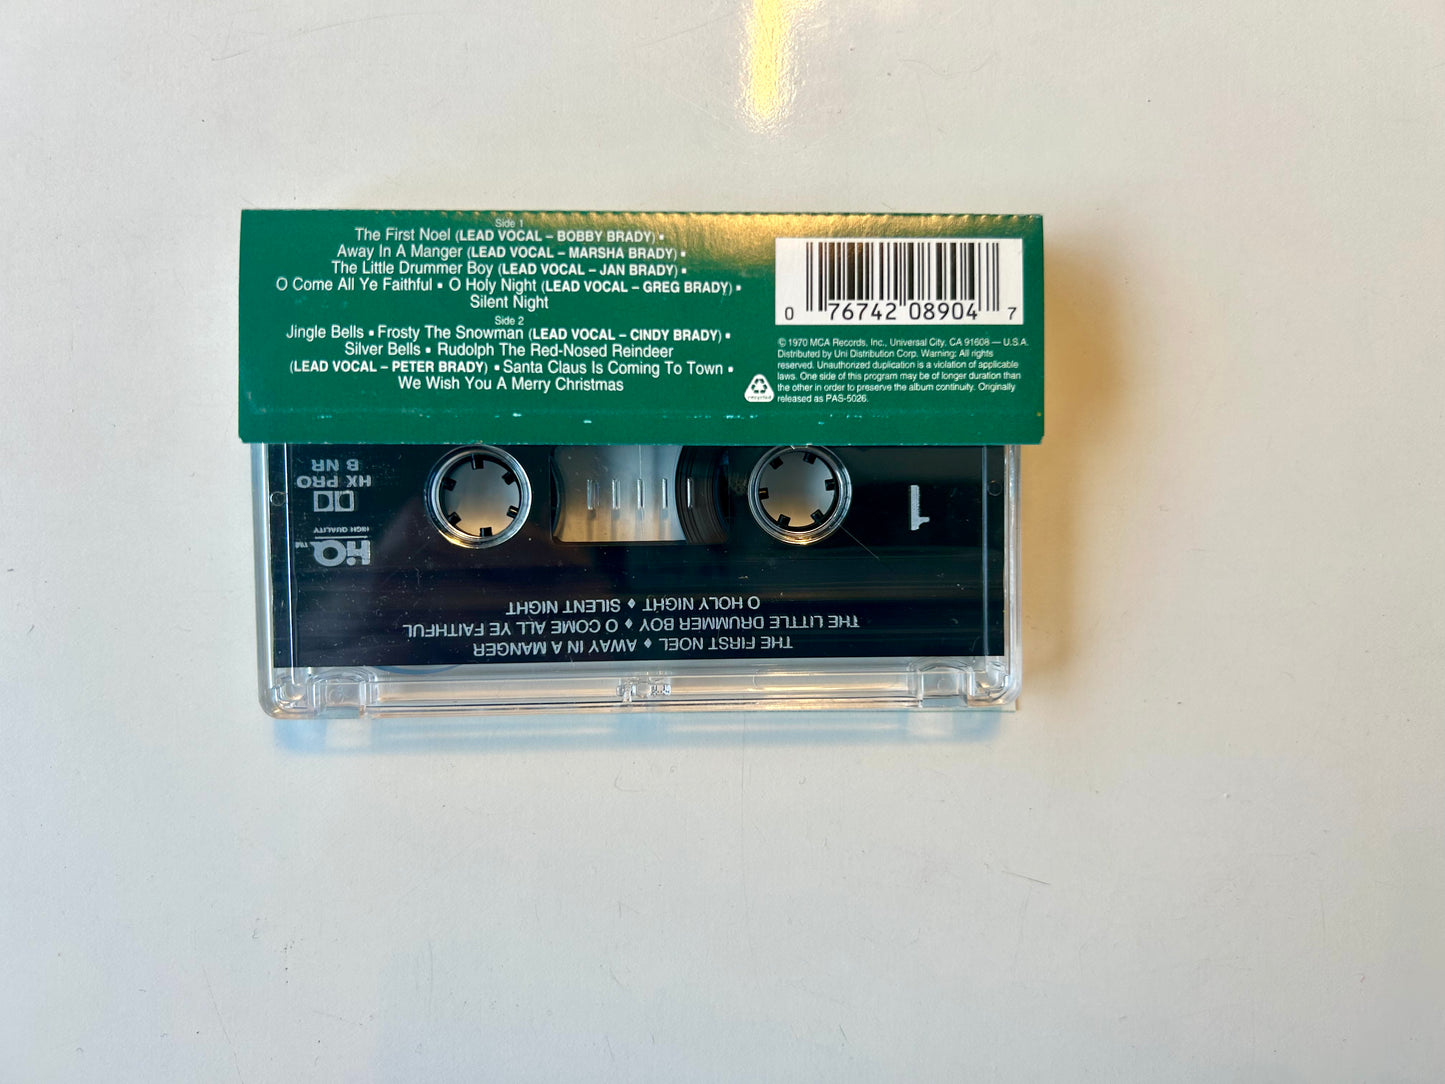 Side 1
The First Noel (LEAD VOCAL – BOBBY BRADY) ▪
Away In A Manger (LEAD VOCAL – MARSHA BRADY) ▪
The Little Drummer Boy (LEAD VOCAL – JAN BRADY) ▪
O Come All Ye Faithful ▪ O Holy Night (LEAD VOCAL – GREG BRADY) ▪
Silent Night
Side 2
Jingle Bells ▪ Frosty The Snowman (LEAD VOCAL – CINDY BRADY) ▪
Silver Bells ▪ Rudolph The Red-Nosed Reindeer
(LEAD VOCAL – PETER BRADY) ▪ Santa Claus Is Coming To Town ▪
We Wish You A Merry Christmas
0 76742 08904 7
© 1970 MCA Records, Inc., Universal City, CA 91608 — U.S.A.
Distributed by Uni Distribution Corp. Warning: All rights
reserved. Unauthorized duplication is a violation of applicable
laws. One side of this program may be of longer duration than
the other in order to preserve the album continuity. Originally
released as PAS-5026.
recycled
THE FIRST NOEL ♦ AWAY IN A MANGER
THE LITTLE DRUMMER BOY ♦ O COME ALL YE FAITHFUL
O HOLY NIGHT ♦ SILENT NIGHT
1
HQ TM
HIGH QUALITY
HX PRO
B NR